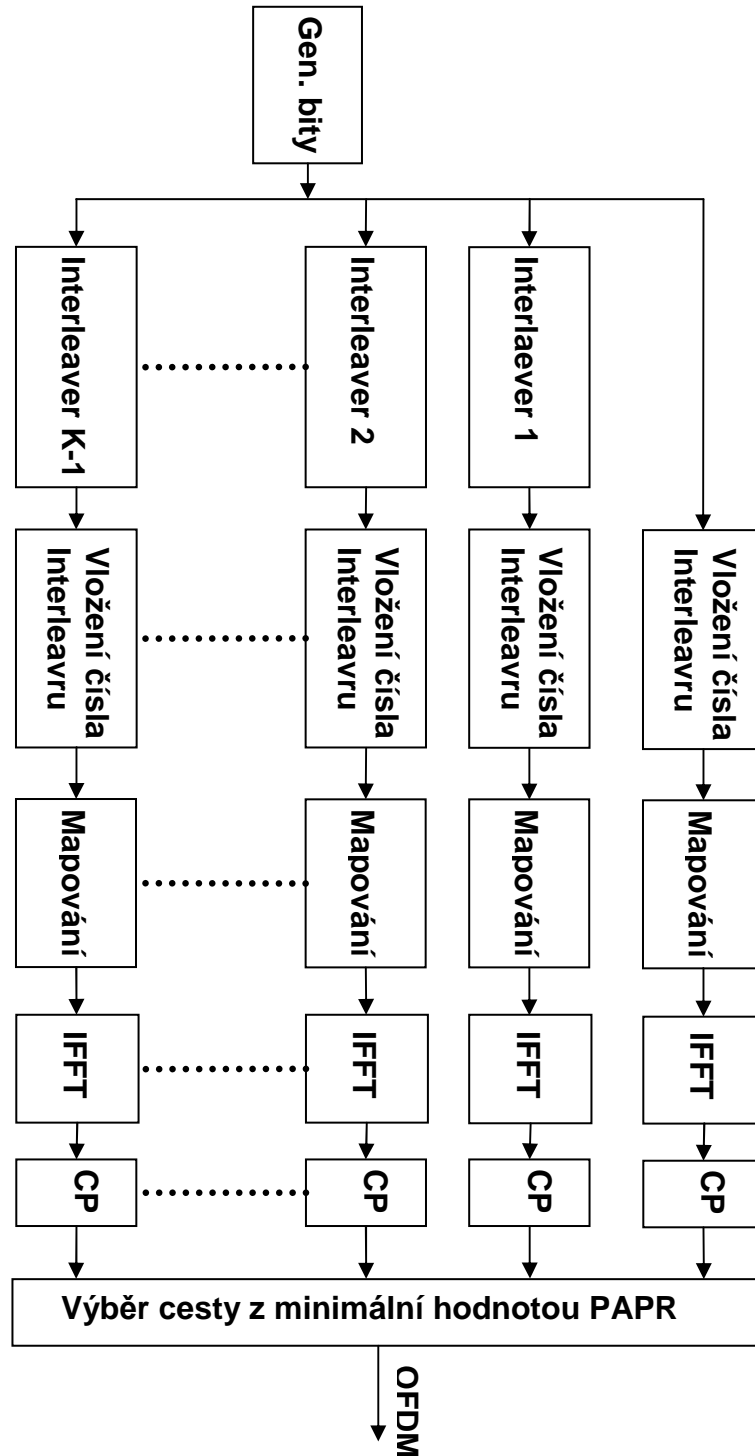 Gen. bity
Interleaver K-1
Interleaver 2
Interlaever 1
Vložení čísla
Interleavru
Vložení čísla
Interleavru
Vložení čísla
Interleavru
Vložení čísla
Interleavru
Mapování
Mapování
Mapování
Mapování
IFFT
IFFT
IFFT
IFFT
CP
CP
CP
CP
Výběr cesty z minimální hodnotou PAPR
OFDM